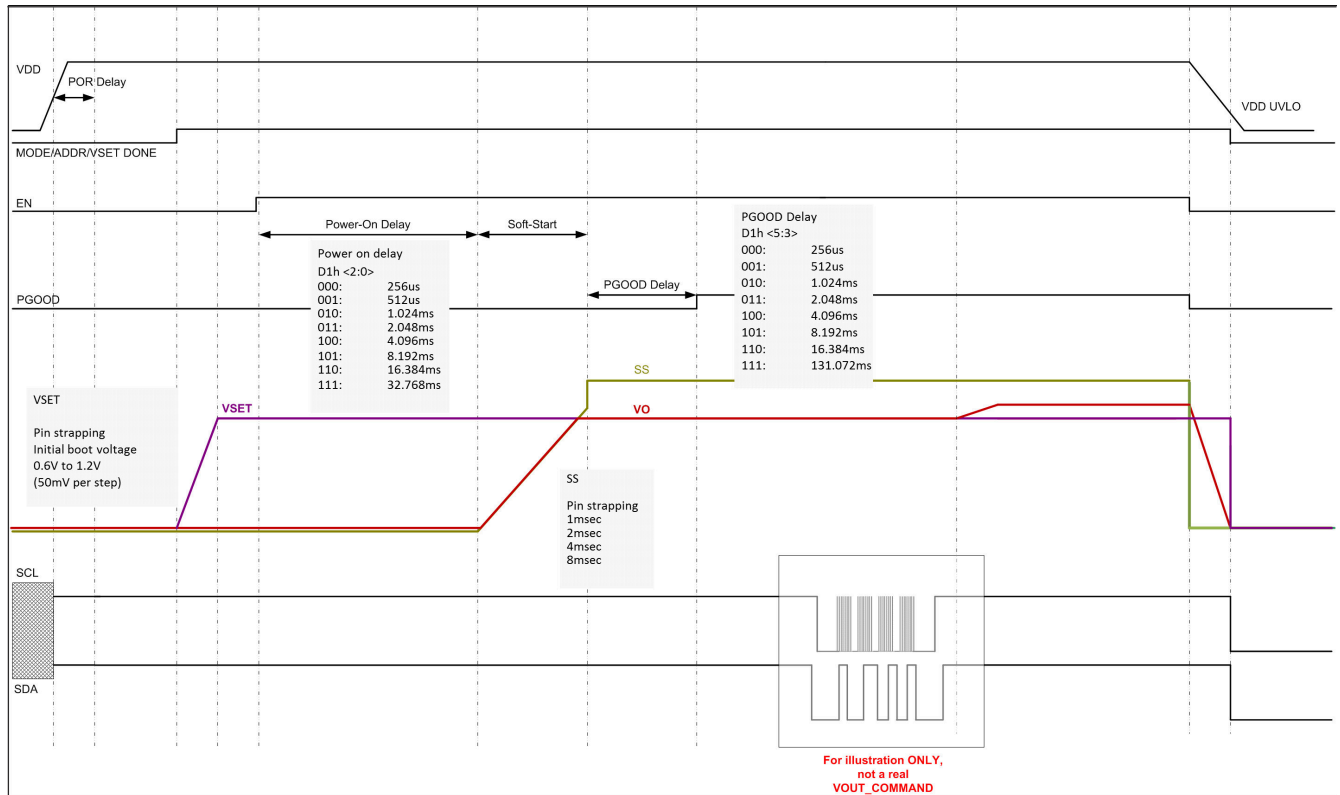 VDD
POR Delay
VDD UVLO
MODE/ADDR/VSET DONE
EN
Power-On Delay
Soft-Start
Power on delay
D1h <2:0>
000: 256us
001: 512us
010: 1.024ms
011: 2.048ms
100: 4.096ms
101: 8.192ms
110: 16.384ms
111: 32.768ms
PGOOD Delay
D1h <5:3>
000: 256us
001: 512us
010: 1.024ms
011: 2.048ms
100: 4.096ms
101: 8.192ms
110: 16.384ms
111: 131.072ms
PGOOD
PGOOD Delay
SS
VSET
Pin strapping
Initial boot voltage
0.6V to 1.2V
(50mV per step)
VSET
VO
SS
Pin strapping
1msec
2msec
4msec
8msec
SCL
SDA
For illustration ONLY,
not a real
VOUT_COMMAND